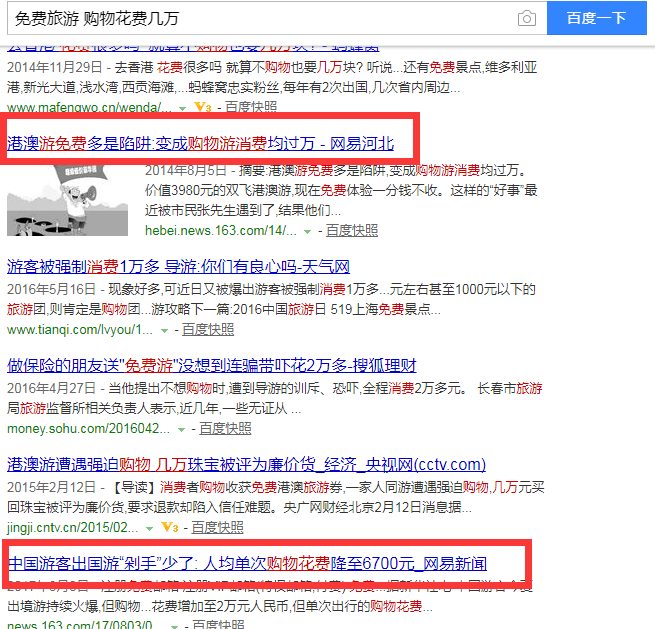 免费旅游 购物花费几万
百度一下
去香港 花费很多吗 就算不购物也要几万块? - 蚂蜂窝
2014年11月29日 - 去香港 花费很多吗 就算不购物也要几万块? 听说...还有免费景点,维多利亚
港,新光大道,浅水湾,西贡海滩,...蚂蜂窝忠实粉丝,每年有2次出国,几次省内周边...
www.mafengwo.cn/wenda/... V3 - 百度快照
港澳游免费多是陷阱:变成购物游消费均过万 - 网易河北
2014年8月5日 - 摘要:港澳游免费多是陷阱,变成购物游消费均过万。
价值3980元的双飞港澳游,现在免费体验一分钱不收。这样的“好事”最
近被市民张先生遇到了,结果他们...
hebei.news.163.com/14/... - 百度快照
游客被强制消费1万多 导游:你们有良心吗-天气网
2016年5月16日 - 现象好多,可近日又被爆出游客被强制消费1万多...元左右甚至1000元以下的
旅游团,则肯定是购物团...游攻略下一篇:2016中国旅游日 519上海免费景点...
www.tianqi.com/lvyou/1... - 百度快照
做保险的朋友送"免费游"没想到连骗带吓花2万多-搜狐理财
2016年4月27日 - 当他提出不想购物时,遭到导游的训斥、恐吓,全程消费2万多元。 长春市旅游
局旅游监督所相关负责人表示,近几年,一些无证从 ...
money.sohu.com/2016042... - 百度快照
港澳游遭遇强迫购物 几万珠宝被评为廉价货_经济_央视网(cctv.com)
2015年2月12日 - 【导读】消费者购物收获免费港澳旅游券,一家人同游遭遇强迫购物,几万元买
回珠宝被评为廉价货,要求退款却陷入信任难题。央广网财经北京2月12日消息据...
jingji.cntv.cn/2015/02... V3 - 百度快照
中国游客出国游“剁手”少了: 人均单次购物花费降至6700元_网易新闻
出境游持续火爆,但购物...花费增加至2万元人民币,但单次出行的购物花费...
news.163.com/17/0803/0... - 百度快照